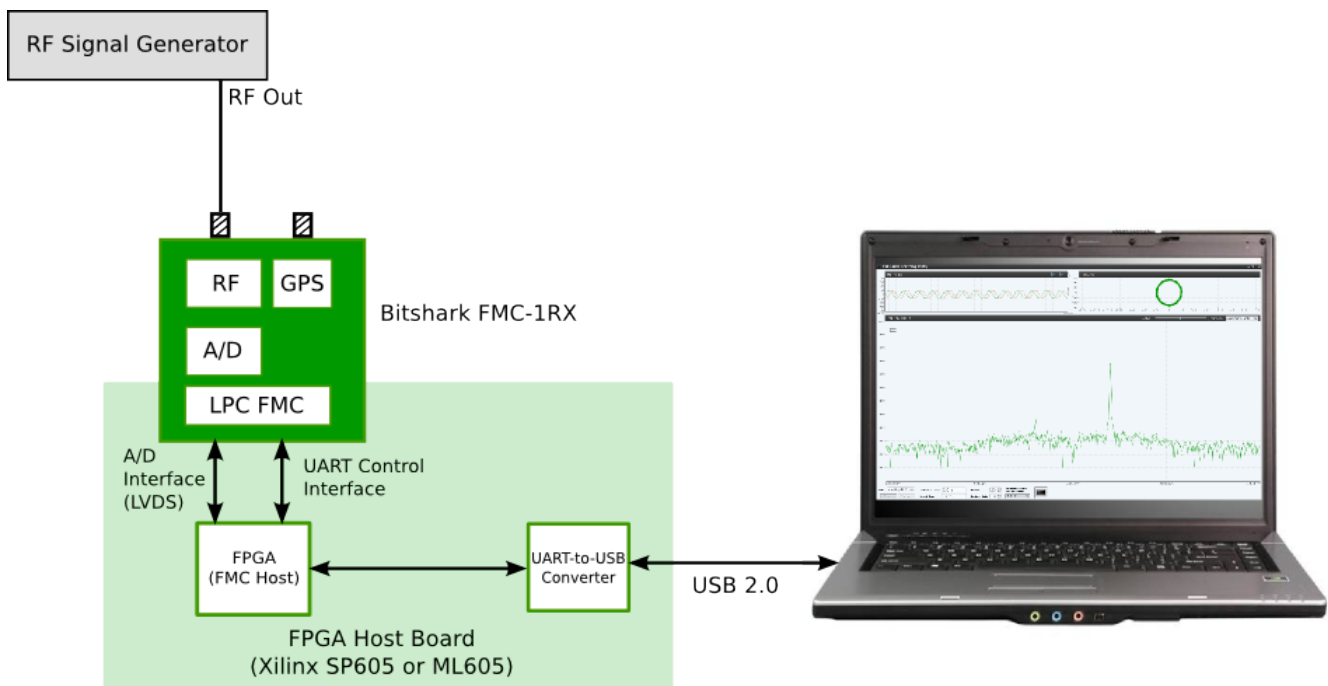 RF Signal Generator
RF Out
RF
GPS
Bitshark FMC-1RX
A/D
LPC FMC
A/D
Interface
(LVDS)
UART Control
Interface
FPGA
(FMC Host)
UART-to-USB
Converter
USB 2.0
FPGA Host Board
(Xilinx SP605 or ML605)